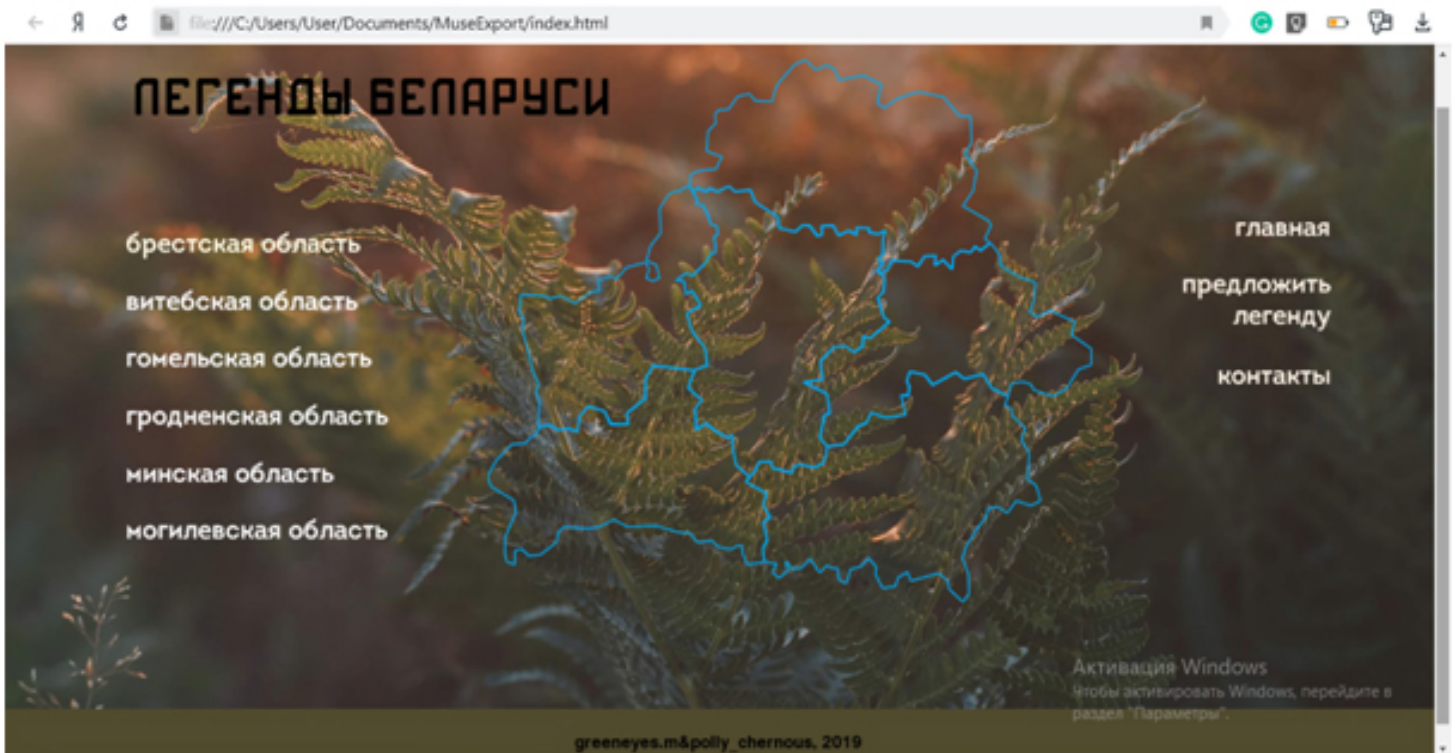 file:///C:/Users/User/Documents/MuseExport/index.html
ЛЕГЕНДЫ БЕЛАРУСИ
брестская область
витебская область
гомельская область
гродненская область
минская область
могилевская область
главная
предложить
легенду
контакты
Активация Windows
Чтобы активировать Windows, перейдите в
раздел "Параметры".
greeneyes.m&polly_chernous, 2019